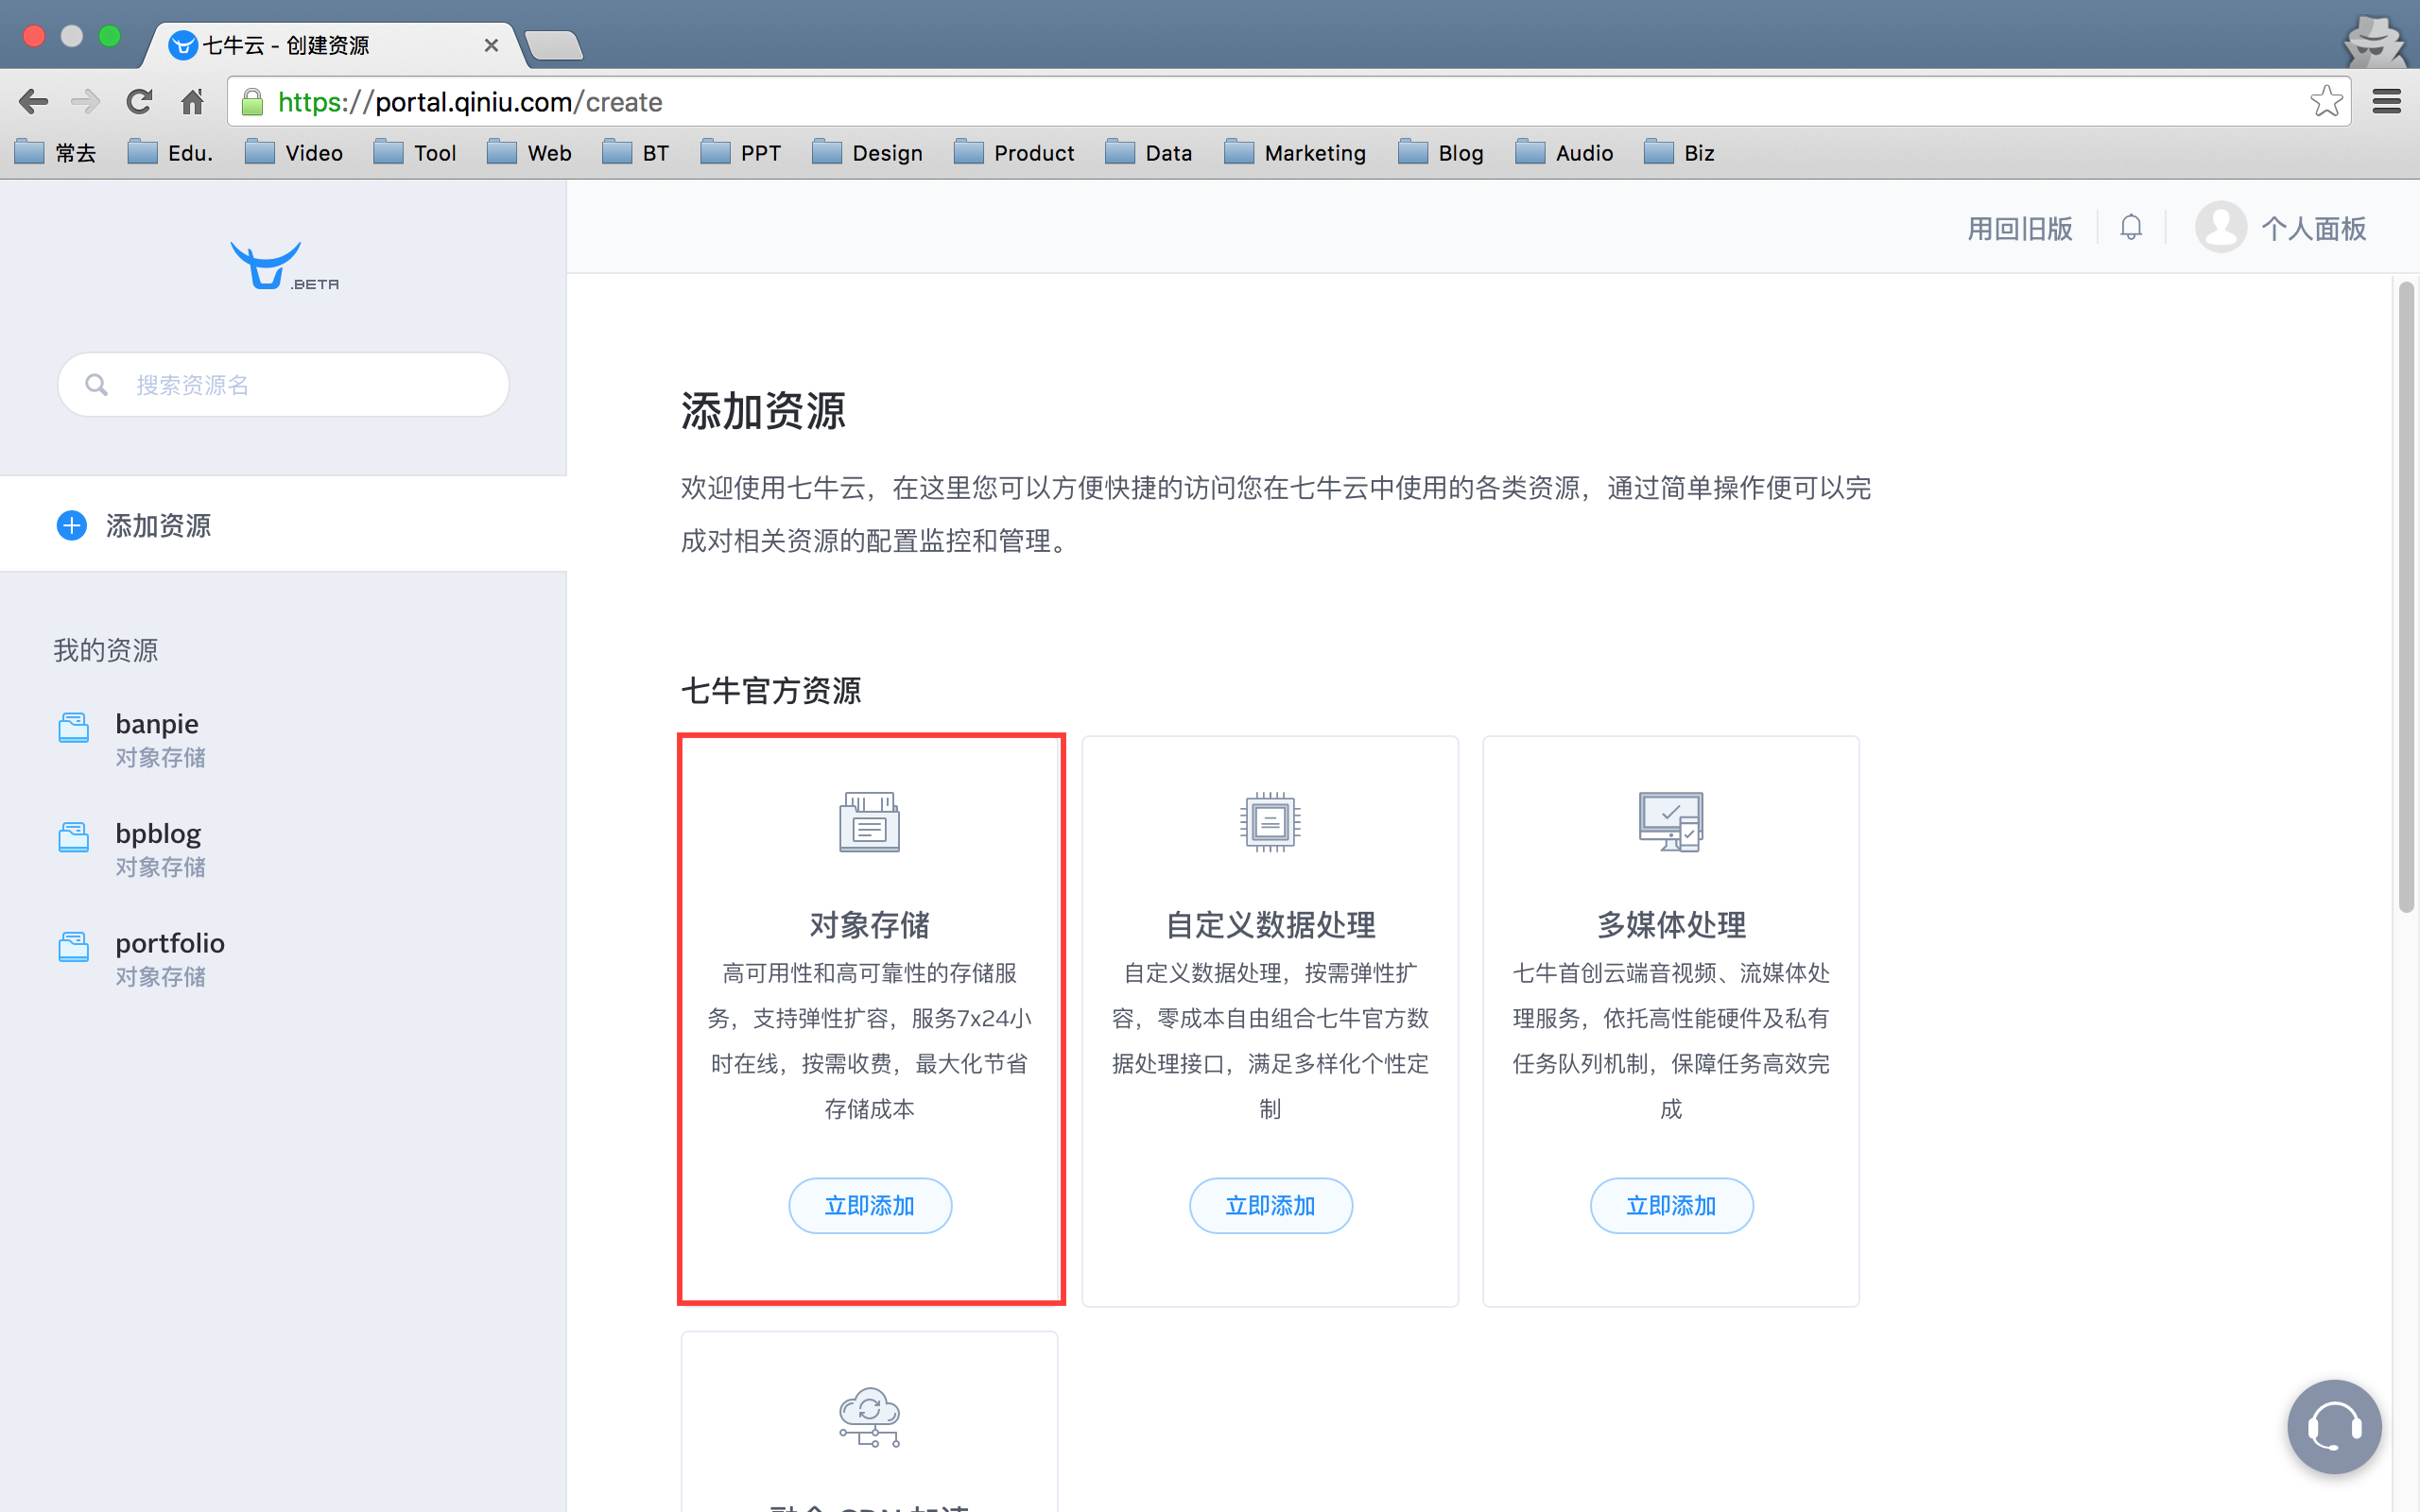 七牛云 - 创建资源
https://portal.qiniu.com/create
常去 Edu. Video Tool Web BT PPT Design Product Data Marketing Blog Audio Biz
.BETA
用回旧版
个人面板
搜索资源名
添加资源
我的资源
banpie
对象存储
bpblog
对象存储
portfolio
对象存储
添加资源
欢迎使用七牛云，在这里您可以方便快捷的访问您在七牛云中使用的各类资源，通过简单操作便可以完
成对相关资源的配置监控和管理。
七牛官方资源
对象存储
高可用性和高可靠性的存储服
务，支持弹性扩容，服务7x24小
时在线，按需收费，最大化节省
存储成本
立即添加
自定义数据处理
自定义数据处理，按需弹性扩
容，零成本自由组合七牛官方数
据处理接口，满足多样化个性定
制
立即添加
多媒体处理
七牛首创云端音视频、流媒体处
理服务，依托高性能硬件及私有
任务队列机制，保障任务高效完
成
立即添加
融合 CDN 加速